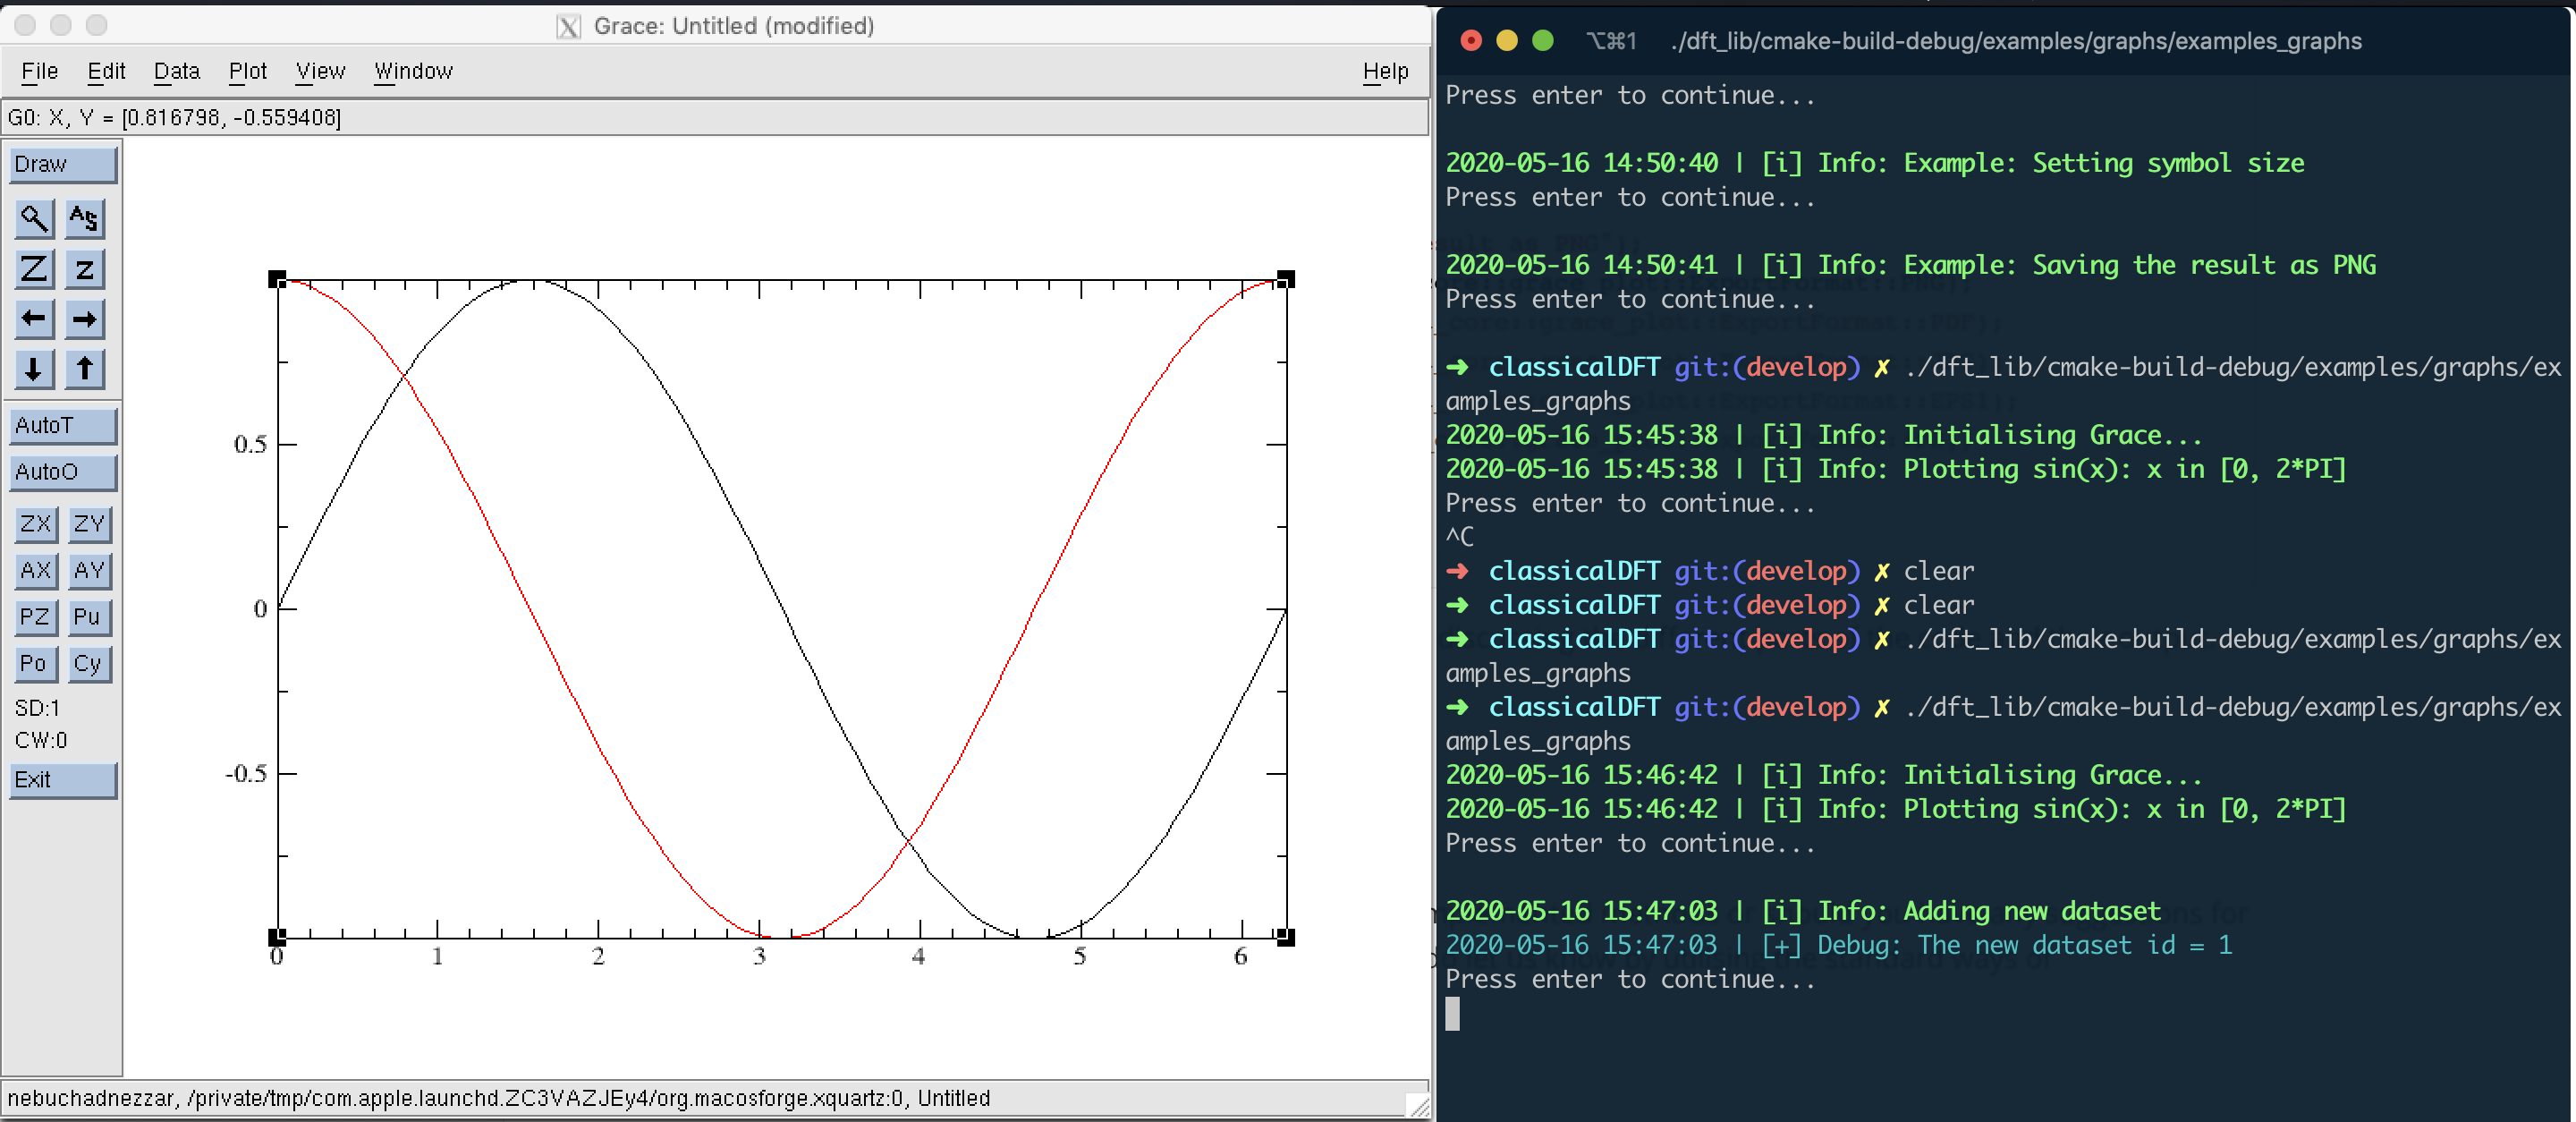 Grace: Untitled (modified)
File Edit Data Plot View Window Help
G0: X, Y = [0.816798, -0.559408]
Draw
A S
Z z
AutoT
AutoO
ZX ZY
AX AY
PZ Pu
Po Cy
SD:1
CW:0
Exit
0.5
0
-0.5
0 1 2 3 4 5 6
nebuchadnezzar, /private/tmp/com.apple.launchd.ZC3VAZJEy4/org.macosforge.xquartz:0, Untitled
⌥⌘1 ./dft_lib/cmake-build-debug/examples/graphs/examples_graphs
Press enter to continue...
2020-05-16 14:50:40 | [i] Info: Example: Setting symbol size
Press enter to continue...
2020-05-16 14:50:41 | [i] Info: Example: Saving the result as PNG
Press enter to continue...
➜ classicalDFT git:(develop) ✗ ./dft_lib/cmake-build-debug/examples/graphs/ex
amples_graphs
2020-05-16 15:45:38 | [i] Info: Initialising Grace...
2020-05-16 15:45:38 | [i] Info: Plotting sin(x): x in [0, 2*PI]
Press enter to continue...
^C
➜ classicalDFT git:(develop) ✗ clear
➜ classicalDFT git:(develop) ✗ clear
➜ classicalDFT git:(develop) ✗ ./dft_lib/cmake-build-debug/examples/graphs/ex
amples_graphs
➜ classicalDFT git:(develop) ✗ ./dft_lib/cmake-build-debug/examples/graphs/ex
amples_graphs
2020-05-16 15:46:42 | [i] Info: Initialising Grace...
2020-05-16 15:46:42 | [i] Info: Plotting sin(x): x in [0, 2*PI]
Press enter to continue...
2020-05-16 15:47:03 | [i] Info: Adding new dataset
2020-05-16 15:47:03 | [+] Debug: The new dataset id = 1
Press enter to continue...